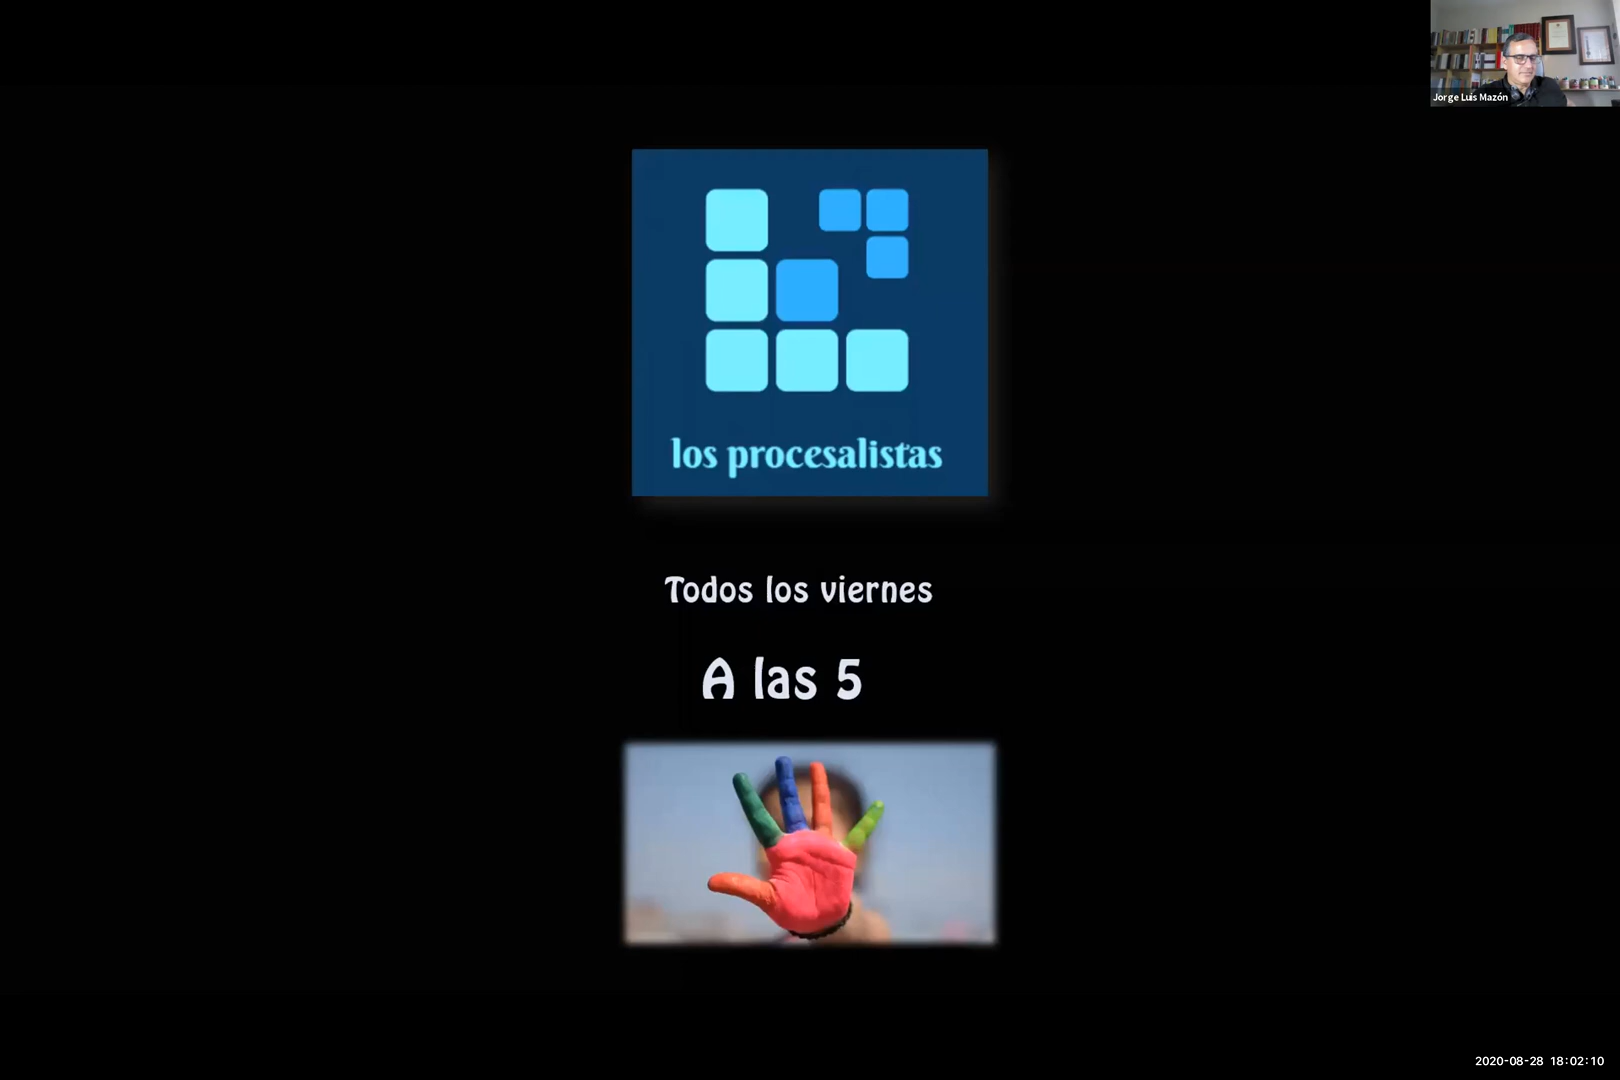 Jorge Luis Mazón
los procesalistas
Todos los viernes
A las 5
2020-08-28 18:02:10